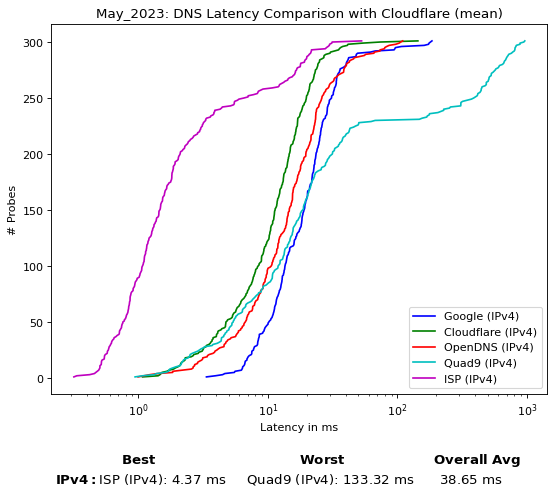 May_2023: DNS Latency Comparison with Cloudflare (mean)
300
250
200
150
100
50
0
# Probes
Google (IPv4)
Cloudflare (IPv4)
OpenDNS (IPv4)
Quad9 (IPv4)
ISP (IPv4)
10^0 10^1 10^2 10^3
Latency in ms
Best Worst Overall Avg
IPv4: ISP (IPv4): 4.37 ms Quad9 (IPv4): 133.32 ms 38.65 ms